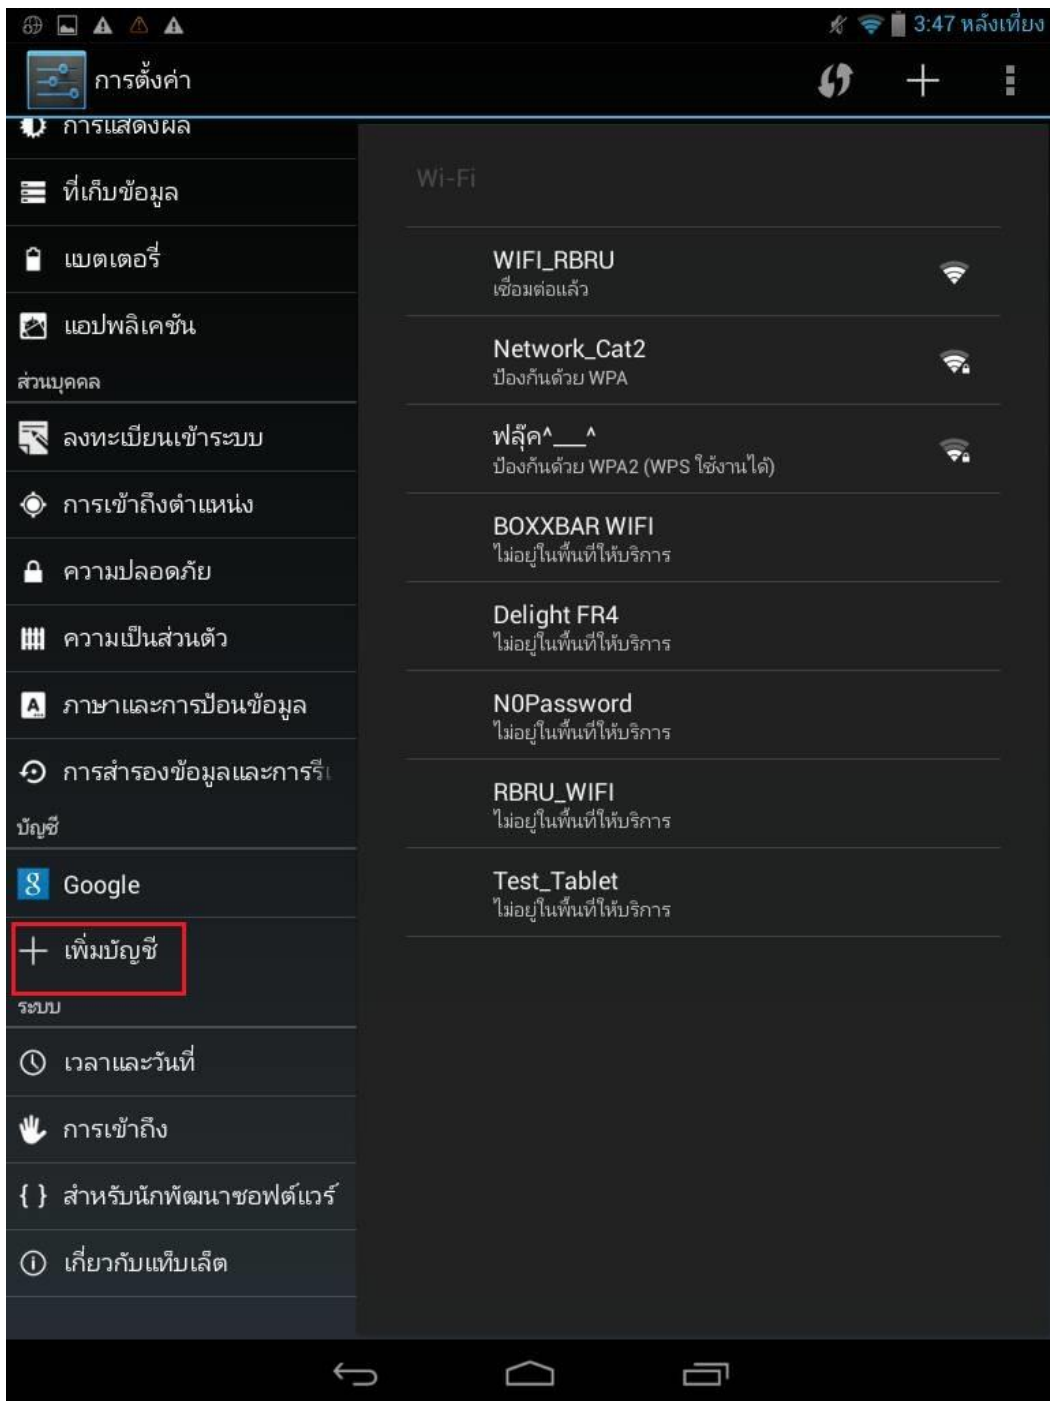 3:47 หลังเที่ยง
การตั้งค่า
การแสดงผล
ที่เก็บข้อมูล
แบตเตอรี่
แอปพลิเคชัน
ส่วนบุคคล
ลงทะเบียนเข้าระบบ
การเข้าถึงตำแหน่ง
ความปลอดภัย
ความเป็นส่วนตัว
ภาษาและการป้อนข้อมูล
การสำรองข้อมูลและการรี
บัญชี
Google
เพิ่มบัญชี
ระบบ
เวลาและวันที่
การเข้าถึง
{ } สำหรับนักพัฒนาซอฟต์แวร์
เกี่ยวกับแท็บเล็ต
Wi-Fi
WIFI_RBRU
เชื่อมต่อแล้ว
Network_Cat2
ป้องกันด้วย WPA
ฟลุ๊ค^___^
ป้องกันด้วย WPA2 (WPS ใช้งานได้)
BOXXBAR WIFI
ไม่อยู่ในพื้นที่ให้บริการ
Delight FR4
ไม่อยู่ในพื้นที่ให้บริการ
N0Password
ไม่อยู่ในพื้นที่ให้บริการ
RBRU_WIFI
ไม่อยู่ในพื้นที่ให้บริการ
Test_Tablet
ไม่อยู่ในพื้นที่ให้บริการ